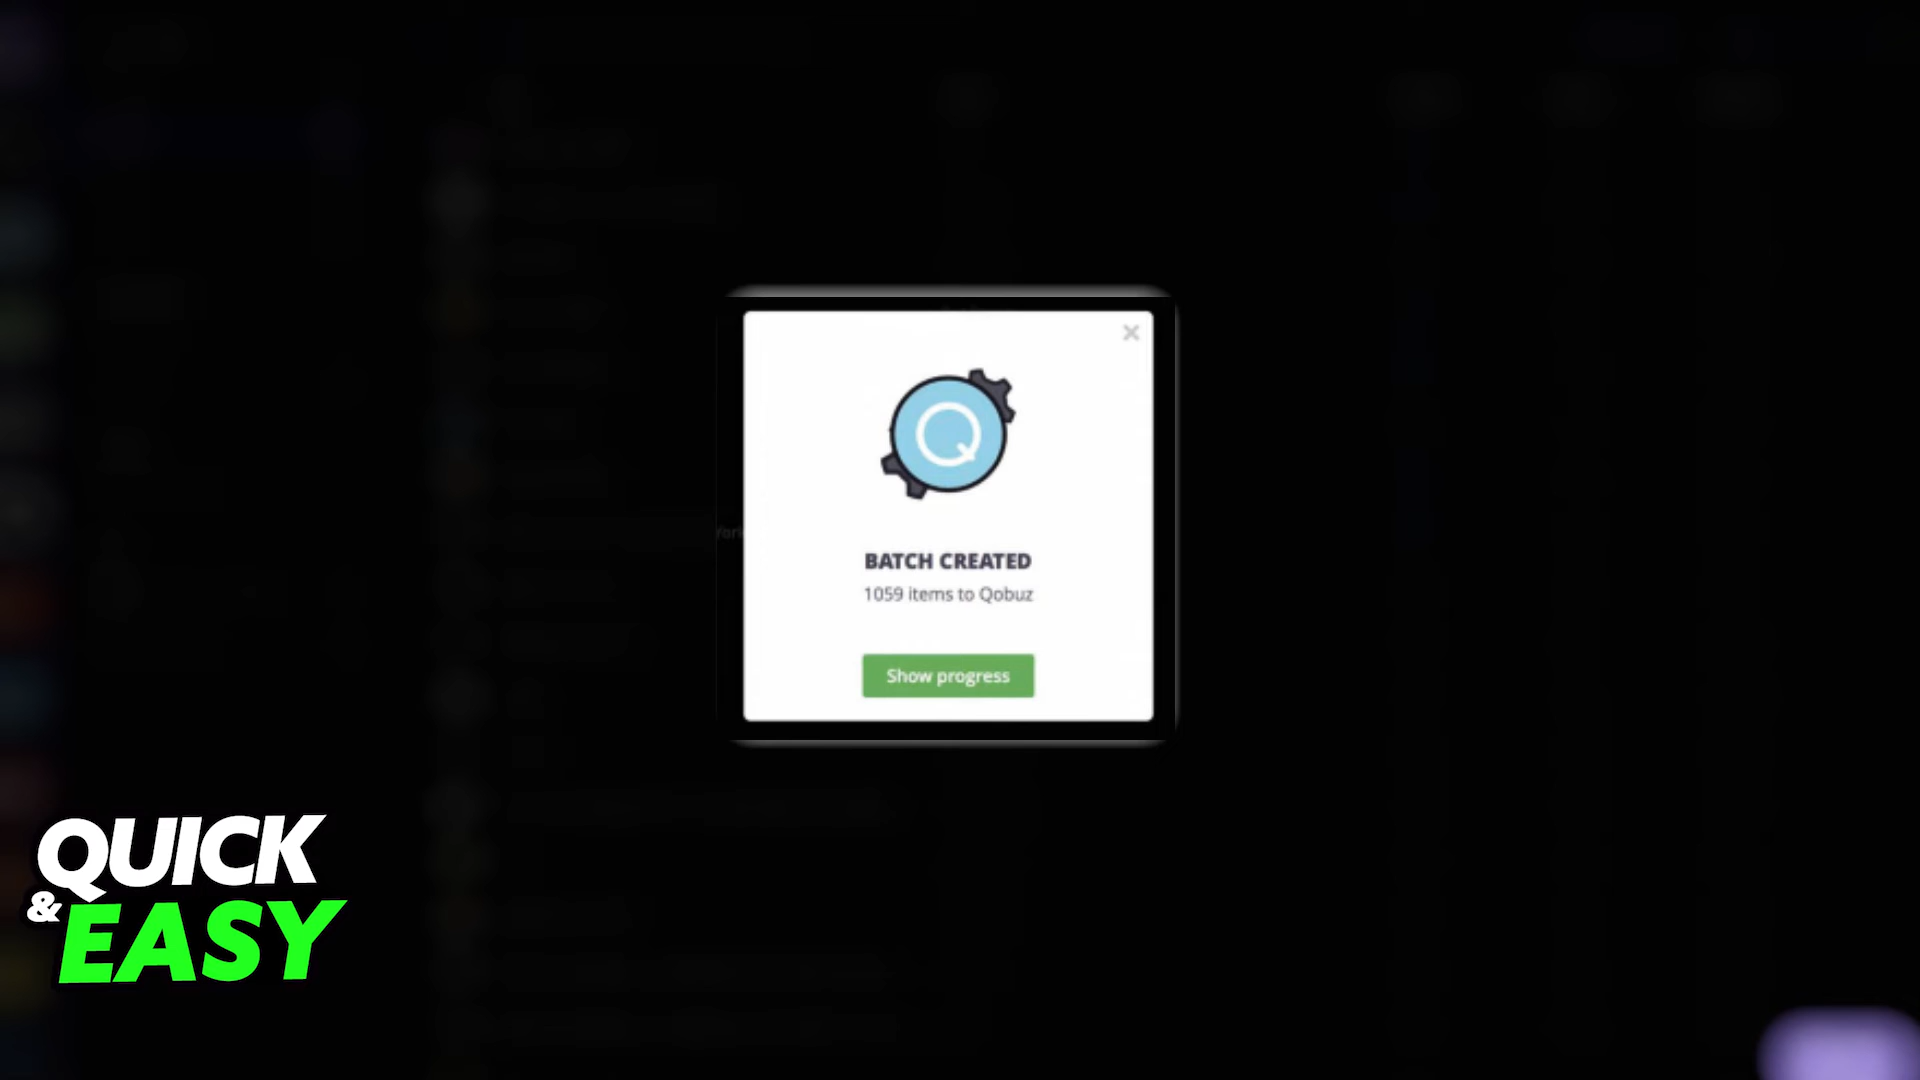 BATCH CREATED
1059 items to Qobuz
Show progress
QUICK
& EASY